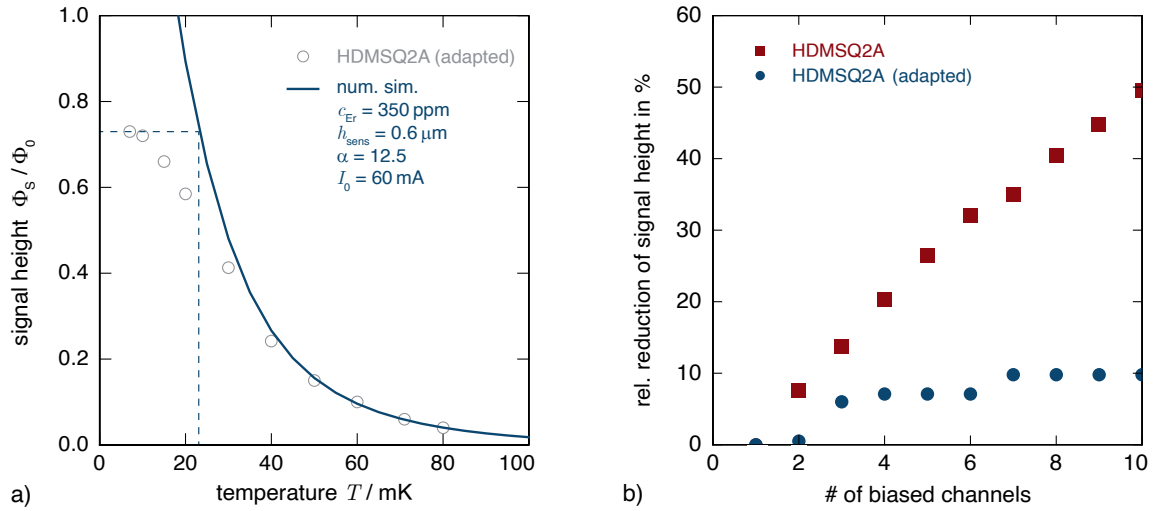 1.0
0.8
0.6
0.4
0.2
0.0
signal height Φ_S / Φ_0
HDMSQ2A (adapted)
num. sim.
c_Er = 350 ppm
h_sens = 0.6 μm
α = 12.5
I_0 = 60 mA
0 20 40 60 80 100
temperature T / mK
a)
60
50
40
30
20
10
0
rel. reduction of signal height in %
HDMSQ2A
HDMSQ2A (adapted)
0 2 4 6 8 10
# of biased channels
b)